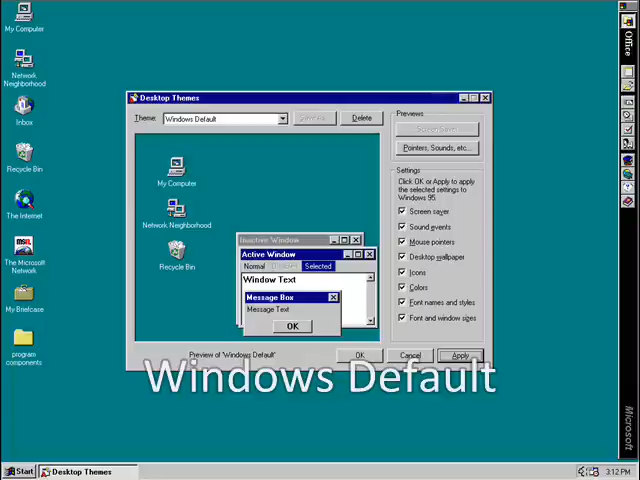 My Computer
Network
Neighborhood
Inbox
Recycle Bin
The Internet
msn
The Microsoft
Network
My Briefcase
program
components
Desktop Themes
Theme:
Windows Default
Save As...
Delete
Previews
Screen Saver
Pointers, Sounds, etc...
My Computer
Network Neighborhood
Recycle Bin
Inactive Window
Active Window
Normal Disabled Selected
Window Text
Message Box
Message Text
OK
Settings
Click OK or Apply to apply
the selected settings to
Windows 95.
Screen saver
Sound events
Mouse pointers
Desktop wallpaper
Icons
Colors
Font names and styles
Font and window sizes
Preview of 'Windows Default'
OK
Cancel
Apply
Windows Default
Office
Microsoft
Start
Desktop Themes
3:12 PM